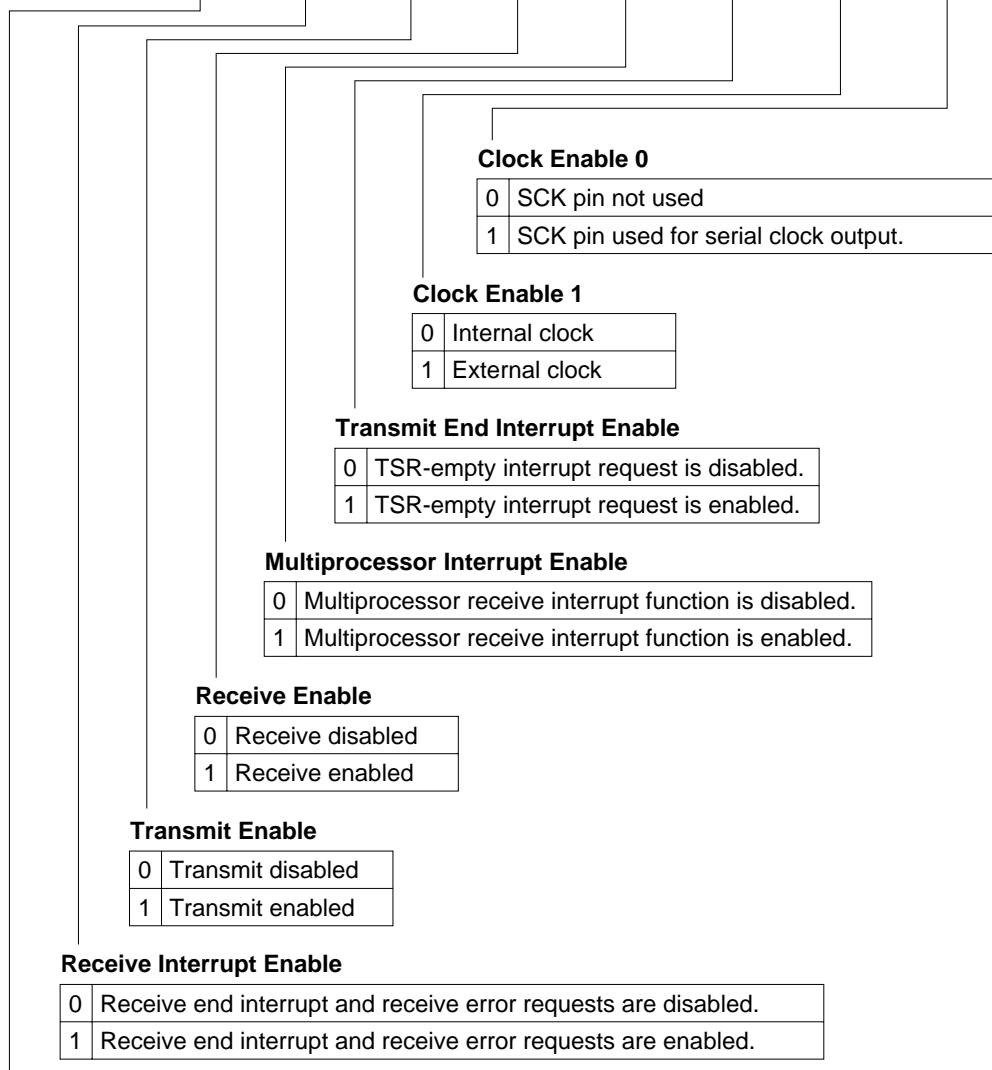 Clock Enable 0
0 SCK pin not used
1 SCK pin used for serial clock output.
Clock Enable 1
0 Internal clock
1 External clock
Transmit End Interrupt Enable
0 TSR-empty interrupt request is disabled.
1 TSR-empty interrupt request is enabled.
Multiprocessor Interrupt Enable
0 Multiprocessor receive interrupt function is disabled.
1 Multiprocessor receive interrupt function is enabled.
Receive Enable
0 Receive disabled
1 Receive enabled
Transmit Enable
0 Transmit disabled
1 Transmit enabled
Receive Interrupt Enable
0 Receive end interrupt and receive error requests are disabled.
1 Receive end interrupt and receive error requests are enabled.